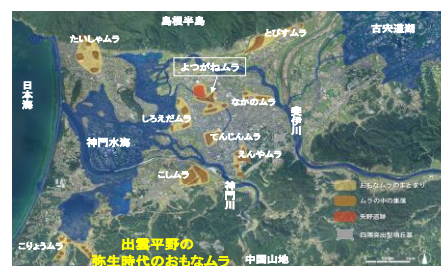 島根半島
古宍道湖
たいしゃムラ
とびすムラ
よつがねムラ
日本海
なかのムラ
斐伊川
しろえだムラ
神門水海
てんじんムラ
えんやムラ
こしムラ
神門川
おもなムラのまとまり
ムラの中の集落
矢野遺跡
四隅突出型墳丘墓
こりょうムラ
出雲平野の
弥生時代のおもなムラ
中国山地